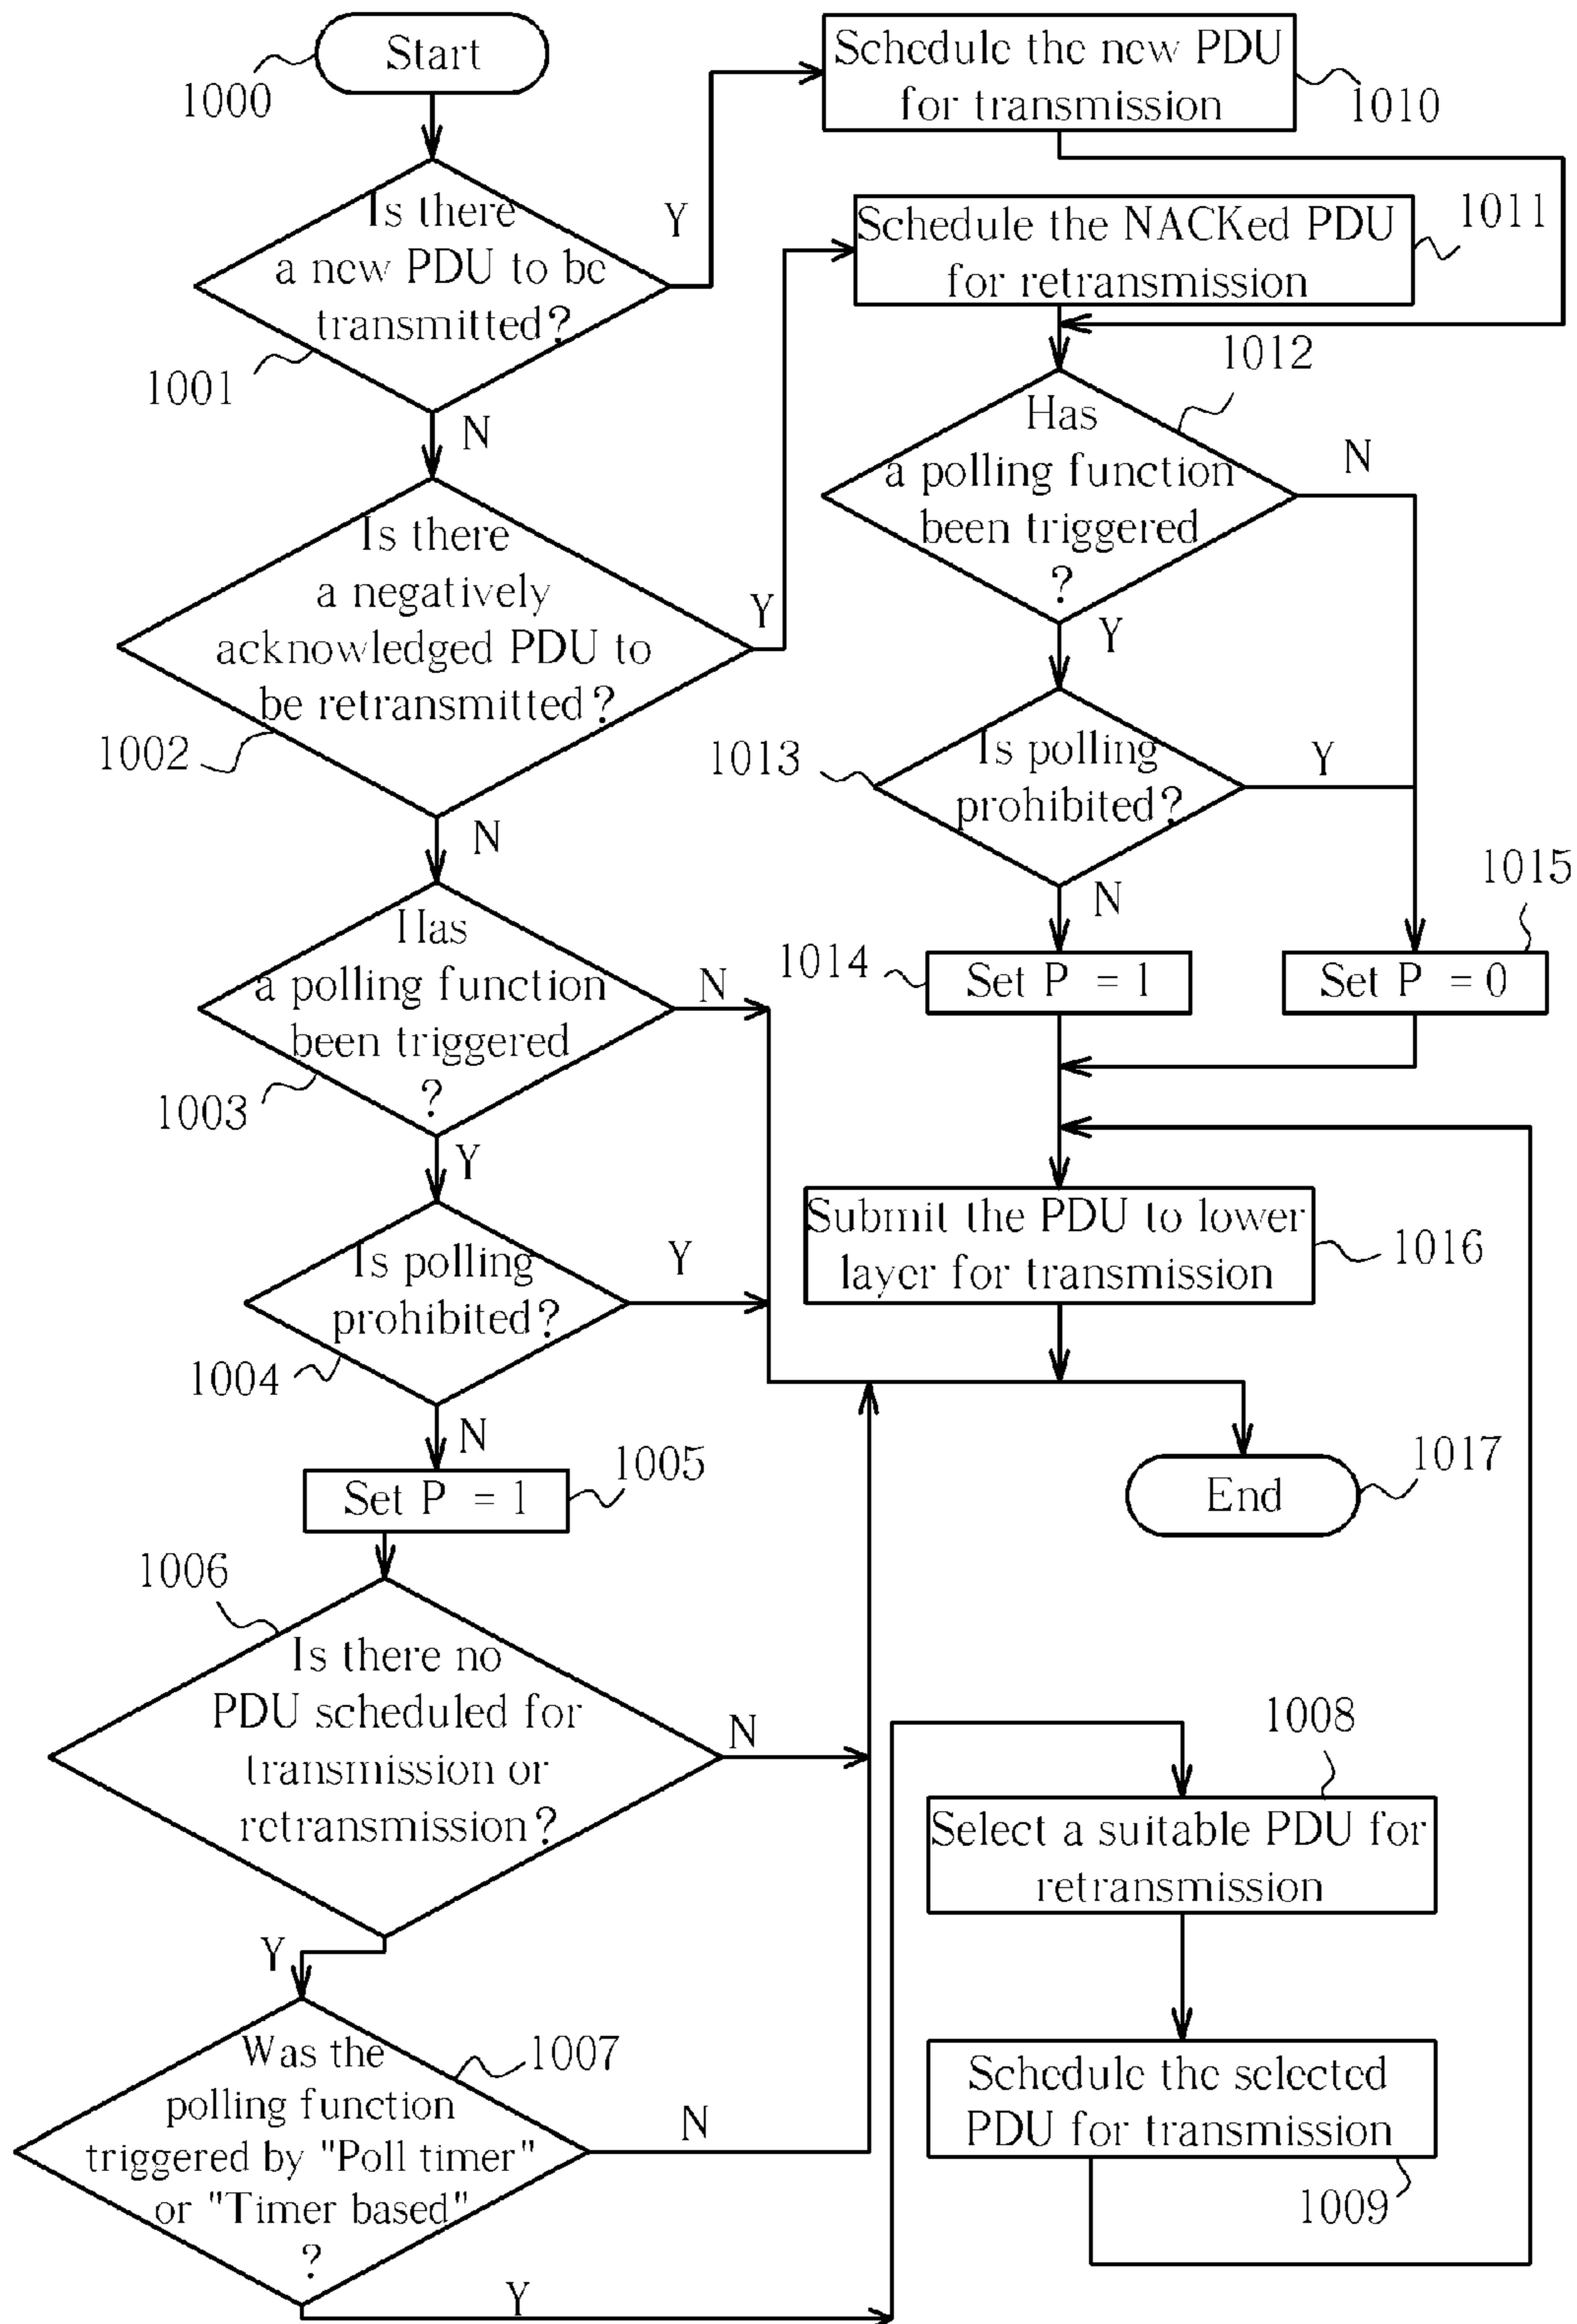 Start
1000
Is there
a new PDU to be
transmitted?
Y
1001
N
Is there
a negatively
acknowledged PDU to
be retransmitted?
Y
1002
N
Has
a polling function
been triggered
?
N
1003
Y
Is polling
prohibited?
Y
1004
N
Set P = 1
1005
1006
Is there no
PDU scheduled for
transmission or
retransmission?
N
Y
Was the
polling function
triggered by "Poll timer"
or "Timer based"
?
1007
N
Y
Schedule the new PDU
for transmission
1010
Schedule the NACKed PDU
for retransmission
1011
1012
Has
a polling function
been triggered
?
N
Y
1013
Is polling
prohibited?
Y
N
1014
Set P = 1
1015
Set P = 0
Submit the PDU to lower
layer for transmission
1016
1017
End
1008
Select a suitable PDU for
retransmission
Schedule the selected
PDU for transmission
1009